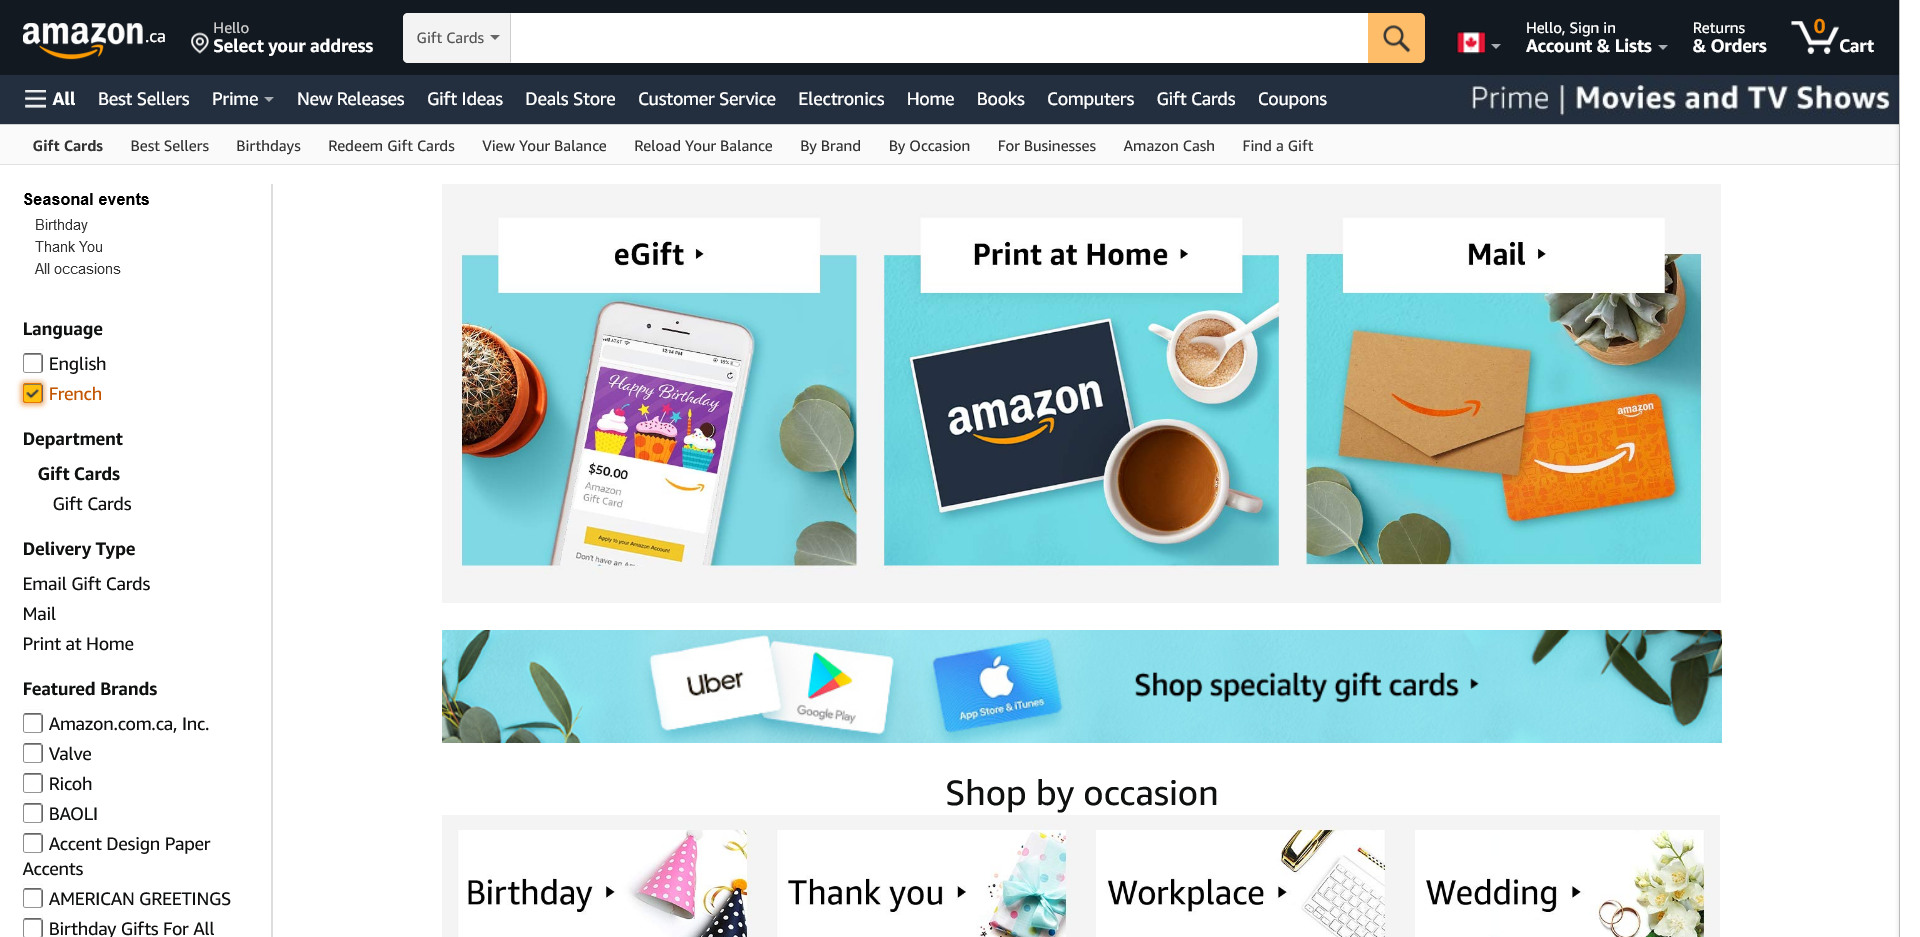 amazon.ca
Hello
Select your address
Gift Cards
Hello, Sign in
Account & Lists
Returns
& Orders
0
Cart
All Best Sellers Prime New Releases Gift Ideas Deals Store Customer Service Electronics Home Books Computers Gift Cards Coupons
Prime | Movies and TV Shows
Gift Cards Best Sellers Birthdays Redeem Gift Cards View Your Balance Reload Your Balance By Brand By Occasion For Businesses Amazon Cash Find a Gift
Seasonal events
Birthday
Thank You
All occasions
Language
English
French
Department
Gift Cards
Gift Cards
Delivery Type
Email Gift Cards
Mail
Print at Home
Featured Brands
Amazon.com.ca, Inc.
Valve
Ricoh
BAOLI
Accent Design Paper
Accents
AMERICAN GREETINGS
Birthday Gifts For All
eGift
Happy Birthday
$50.00
Amazon
Gift Card
Apply to your Amazon Account
Don't have an
Print at Home
amazon
Mail
amazon
Uber
Google Play
App Store & iTunes
Shop specialty gift cards
Shop by occasion
Birthday
Thank you
Workplace
Wedding